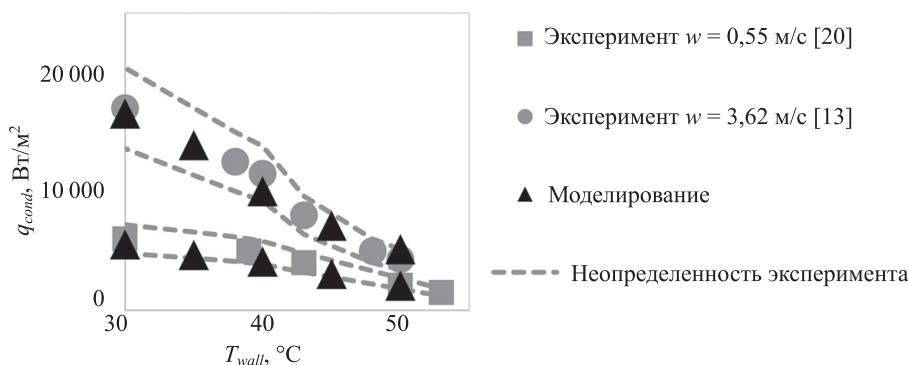 20 000
10 000
0
30
40
50
q_cond, Вт/м²
T_wall, °C
Эксперимент w = 0,55 м/с [20]
Эксперимент w = 3,62 м/с [13]
Моделирование
Неопределенность эксперимента